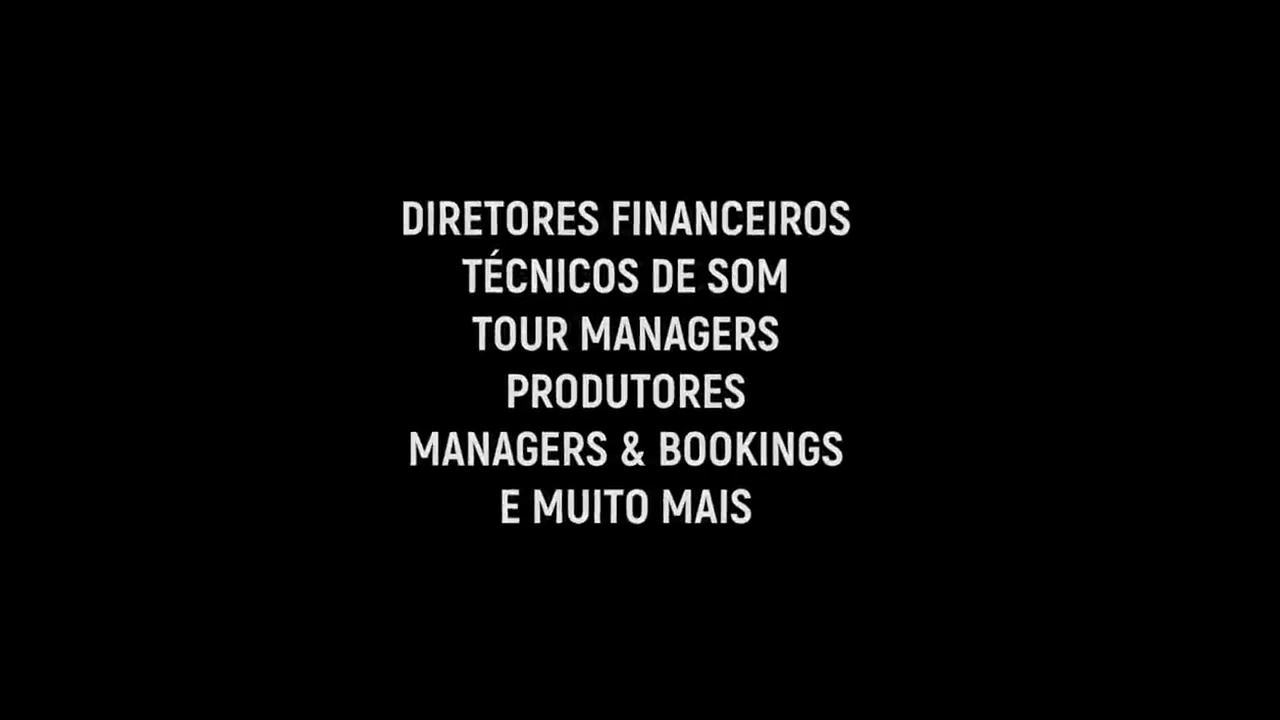 DIRETORES FINANCEIROS
TÉCNICOS DE SOM
TOUR MANAGERS
PRODUTORES
MANAGERS & BOOKINGS
E MUITO MAIS